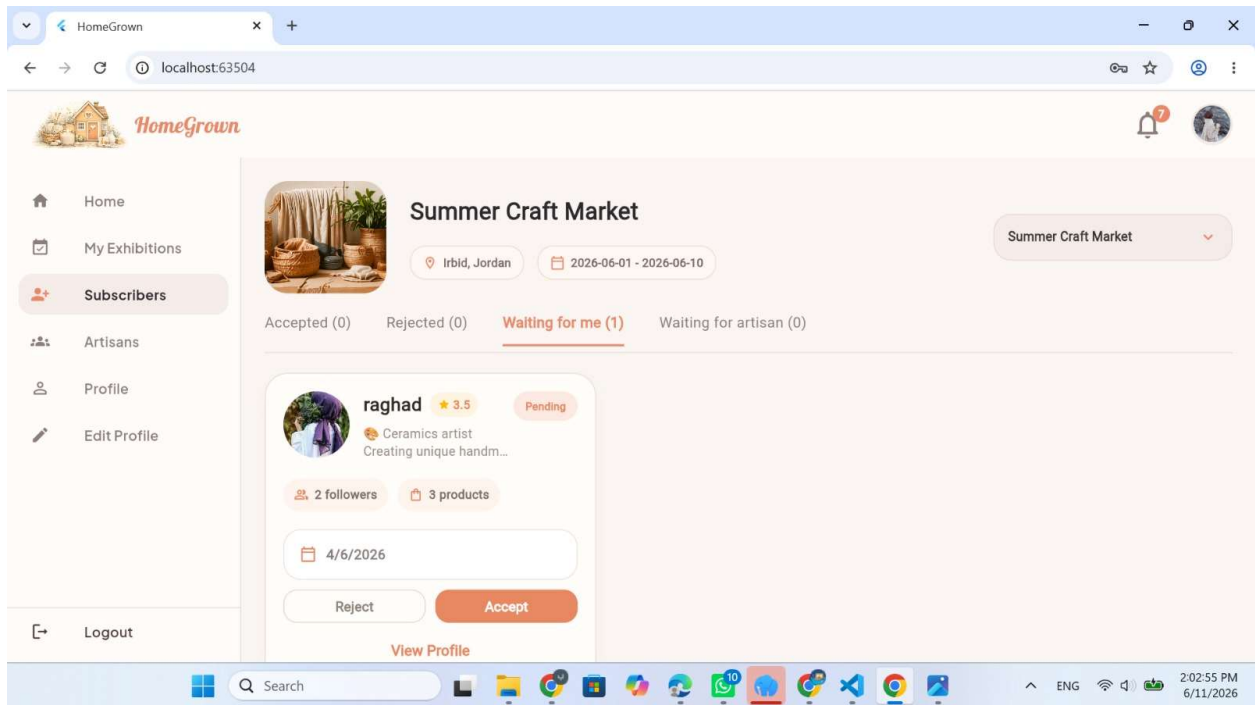 HomeGrown
localhost:63504
HomeGrown
7
Home
My Exhibitions
Subscribers
Artisans
Profile
Edit Profile
Logout
Summer Craft Market
Irbid, Jordan
2026-06-01 - 2026-06-10
Summer Craft Market
Accepted (0)
Rejected (0)
Waiting for me (1)
Waiting for artisan (0)
raghad
3.5
Pending
Ceramics artist
Creating unique handm...
2 followers
3 products
4/6/2026
Reject
Accept
View Profile
Search
10
ENG
2:02:55 PM
6/11/2026